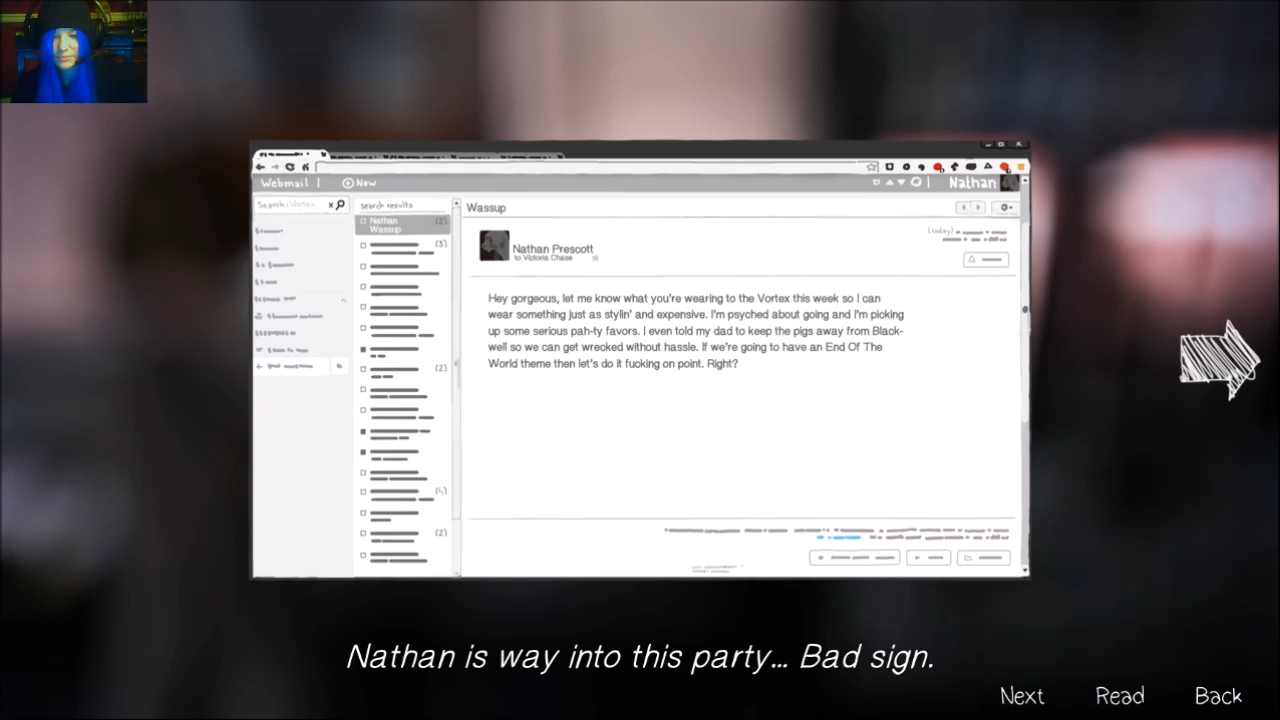 Webmail
New
Nathan
Search: Vortex
x
search results
Wassup
Nathan
(2)
Wassup
(today)
Nathan Prescott
to Victoria Chase
(3)
Hey gorgeous, let me know what you're wearing to the Vortex this week so I can
wear something just as stylin' and expensive. I'm psyched about going and I'm picking
up some serious pah-ty favors. I even told my dad to keep the pigs away from Black-
well so we can get wrecked without hassle. If we're going to have an End Of The
World theme then let's do it fucking on point. Right?
(2)
(4)
(2)
Nathan is way into this party... Bad sign.
Next Read Back